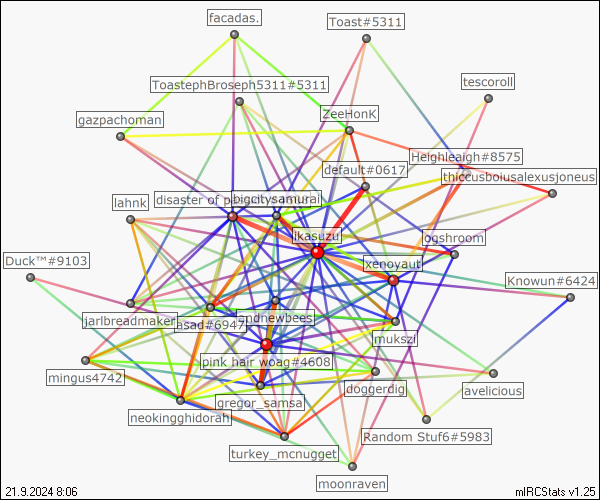 facadas.
Toast#5311
ToastephBroseph5311#5311
tescoroll
gazpachoman
ZeeHonK
Heighleaigh#8575
default#0617
thiccusboiusalexusjoneus
lahnk
disaster of
bigcitysamurai
ikasuzu
ogshroom
Duck™#9103
xenoyaut
Knowun#6424
jarlbreadmaker
asad#6947
andnewbees
mukszi
pink hair woag#4608
mingus4742
doggerdig
avelicious
gregor_samsa
neokingghidorah
Random Stuf6#5983
turkey_mcnugget
moonraven
21.9.2024 8:06
mIRCStats v1.25